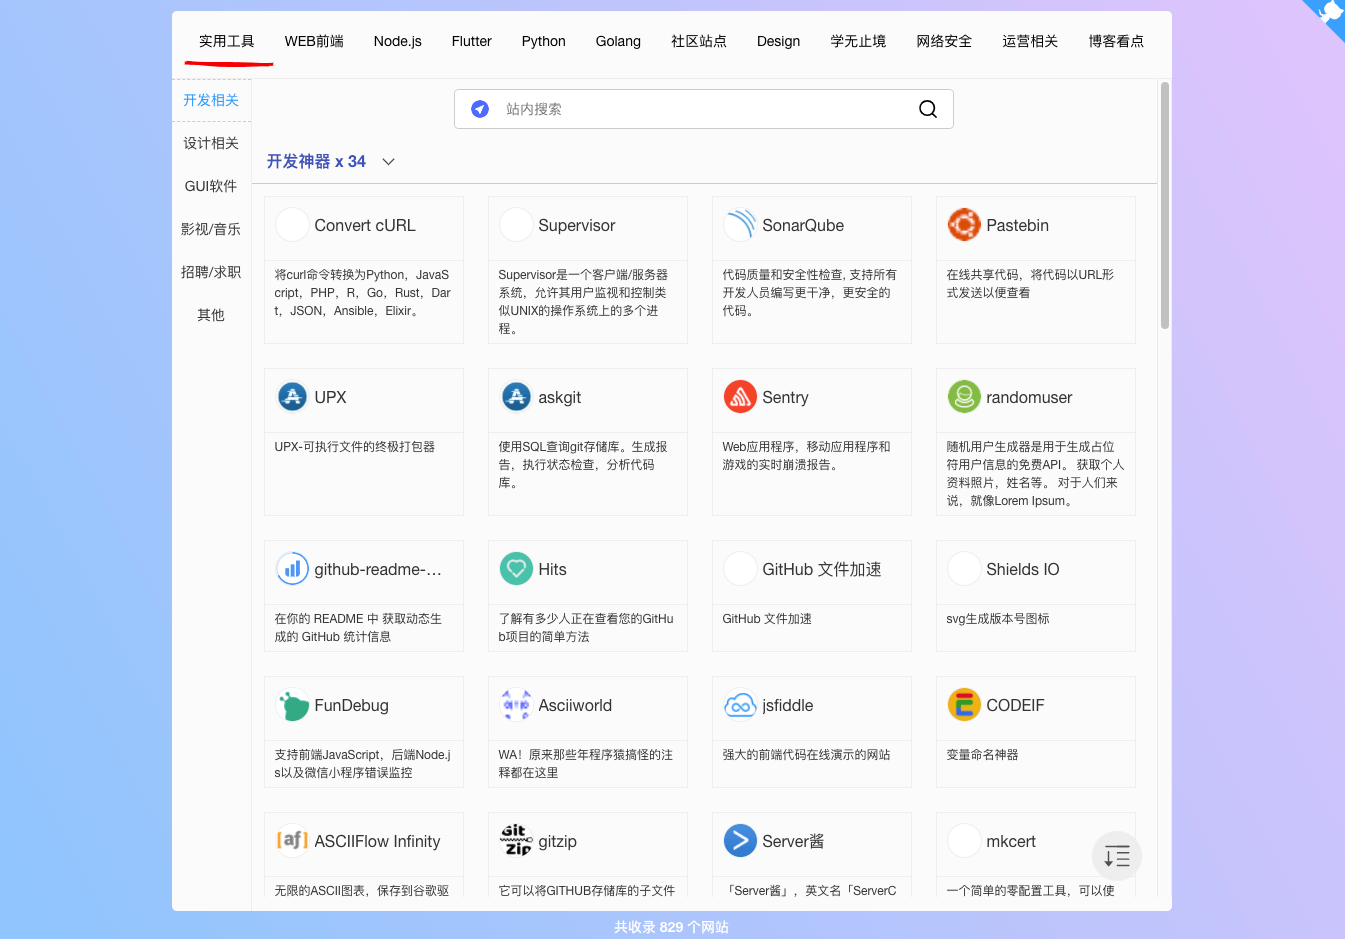 实用工具 WEB前端 Node.js Flutter Python Golang 社区站点 Design 学无止境 网络安全 运营相关 博客看点
开发相关
设计相关
GUI软件
影视/音乐
招聘/求职
其他
站内搜索
开发神器 x 34
Convert cURL
将curl命令转换为Python，JavaS
cript，PHP，R，Go，Rust，Dar
t，JSON，Ansible，Elixir。
Supervisor
Supervisor是一个客户端/服务器
系统，允许其用户监视和控制类
似UNIX的操作系统上的多个进
程。
SonarQube
代码质量和安全性检查, 支持所有
开发人员编写更干净，更安全的
代码。
Pastebin
在线共享代码，将代码以URL形
式发送以便查看
UPX
UPX-可执行文件的终极打包器
askgit
使用SQL查询git存储库。生成报
告，执行状态检查，分析代码
库。
Sentry
Web应用程序，移动应用程序和
游戏的实时崩溃报告。
randomuser
随机用户生成器是用于生成占位
符用户信息的免费API。 获取个人
资料照片，姓名等。 对于人们来
说，就像Lorem Ipsum。
github-readme-...
在你的 README 中 获取动态生
成的 GitHub 统计信息
Hits
了解有多少人正在查看您的GitHu
b项目的简单方法
GitHub 文件加速
GitHub 文件加速
Shields IO
svg生成版本号图标
FunDebug
支持前端JavaScript，后端Node.j
s以及微信小程序错误监控
Asciiworld
WA！原来那些年程序猿搞怪的注
释都在这里
jsfiddle
强大的前端代码在线演示的网站
CODEIF
变量命名神器
[af]
ASCIIFlow Infinity
无限的ASCII图表，保存到谷歌驱
Git
Zip
gitzip
它可以将GITHUB存储库的子文件
Server酱
「Server酱」，英文名「ServerC
mkcert
一个简单的零配置工具，可以使
共收录 829 个网站